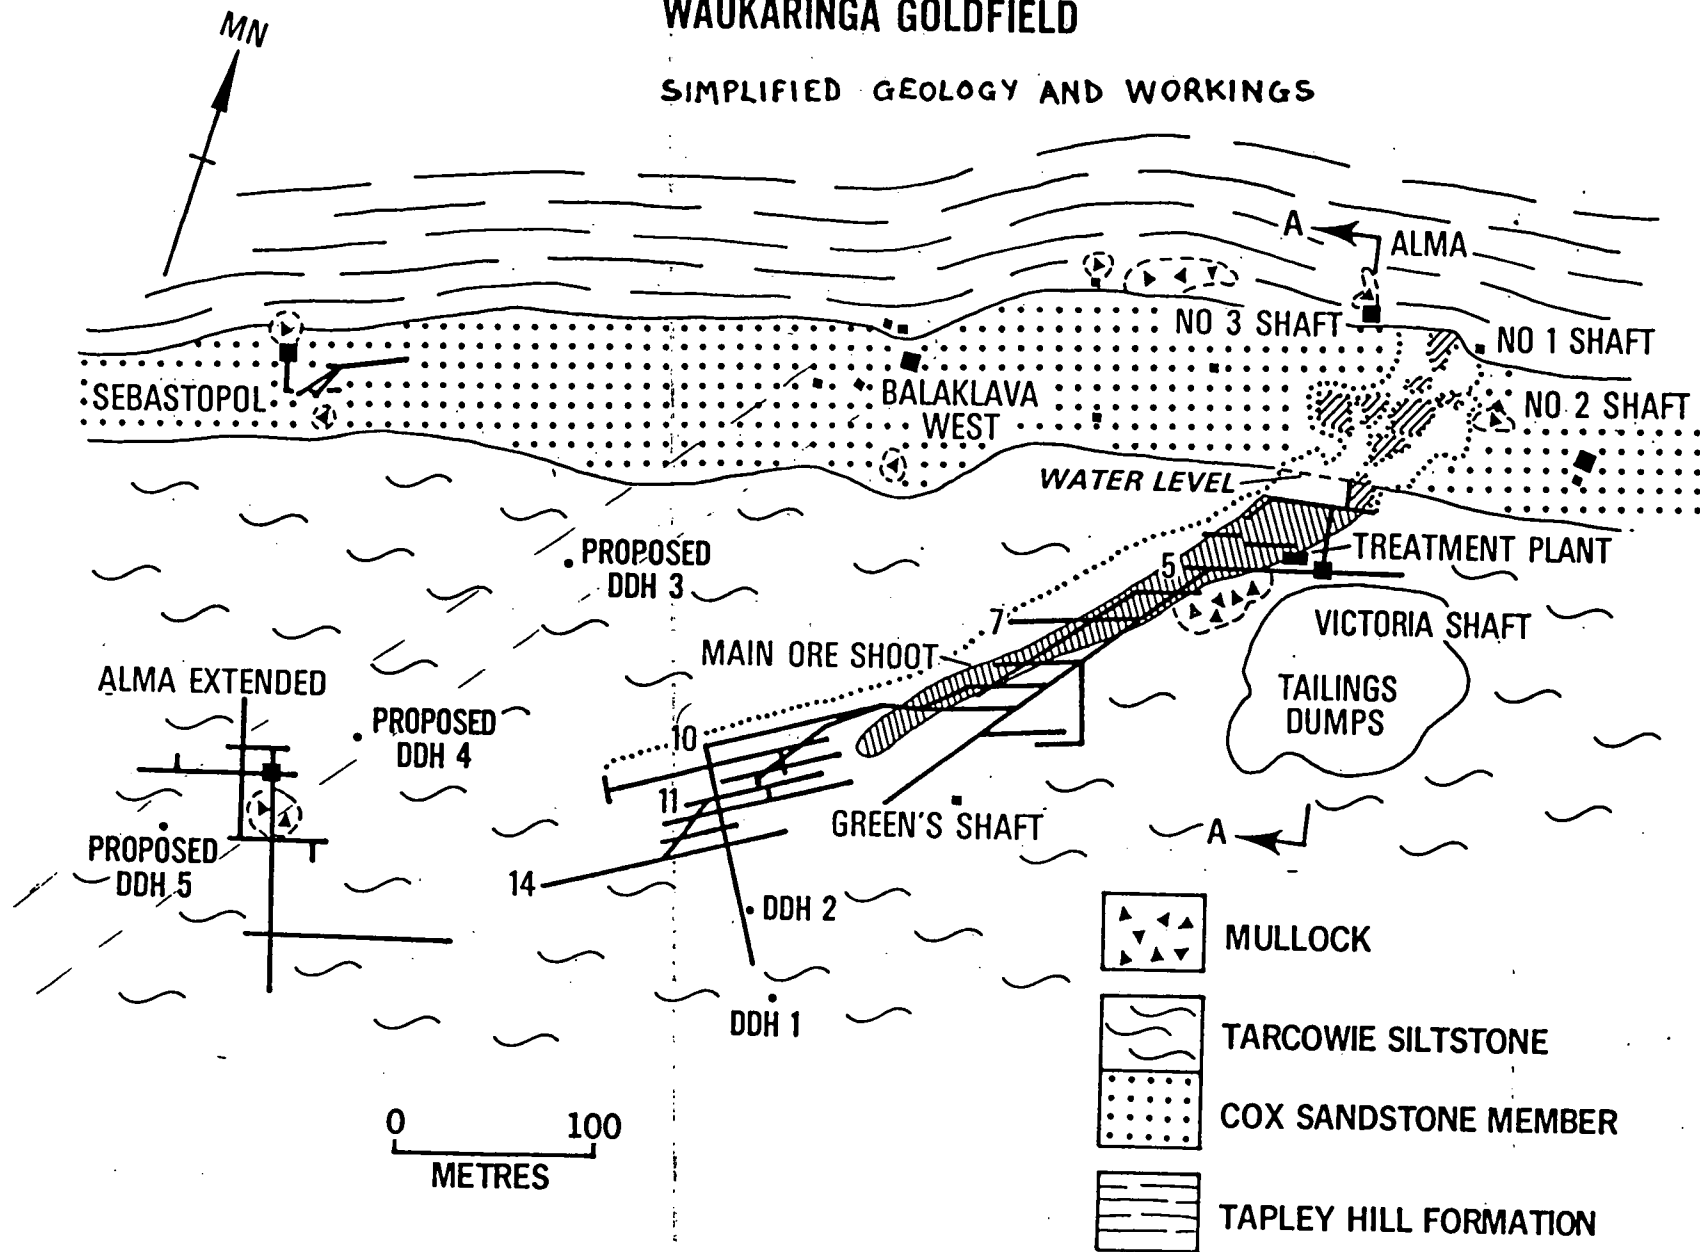 WAUKARINGA GOLDFIELD
SIMPLIFIED GEOLOGY AND WORKINGS
MN
A
ALMA
NO 3 SHAFT
NO 1 SHAFT
SEBASTOPOL
BALAKLAVA
WEST
NO 2 SHAFT
WATER LEVEL
PROPOSED
DDH 3
5
TREATMENT PLANT
7
VICTORIA SHAFT
MAIN ORE SHOOT
ALMA EXTENDED
TAILINGS
DUMPS
PROPOSED
DDH 4
10
11
GREEN'S SHAFT
A
PROPOSED
DDH 5
14
DDH 2
DDH 1
MULLOCK
TARCOWIE SILTSTONE
COX SANDSTONE MEMBER
TAPLEY HILL FORMATION
0 100
METRES